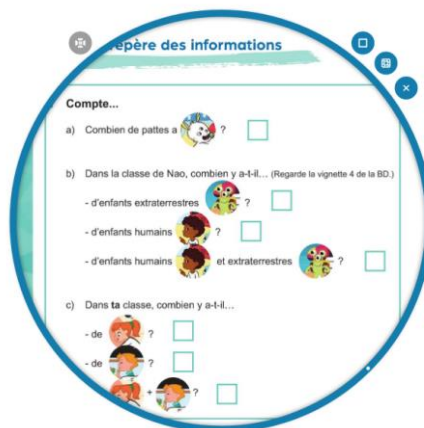 repère des informations
Compte...
a) Combien de pattes a ?
b) Dans la classe de Nao, combien y a-t-il... (Regarde la vignette 4 de la BD.)
- d'enfants extraterrestres ?
- d'enfants humains ?
- d'enfants humains et extraterrestres ?
c) Dans ta classe, combien y a-t-il...
- de ?
- de ?
+ ?